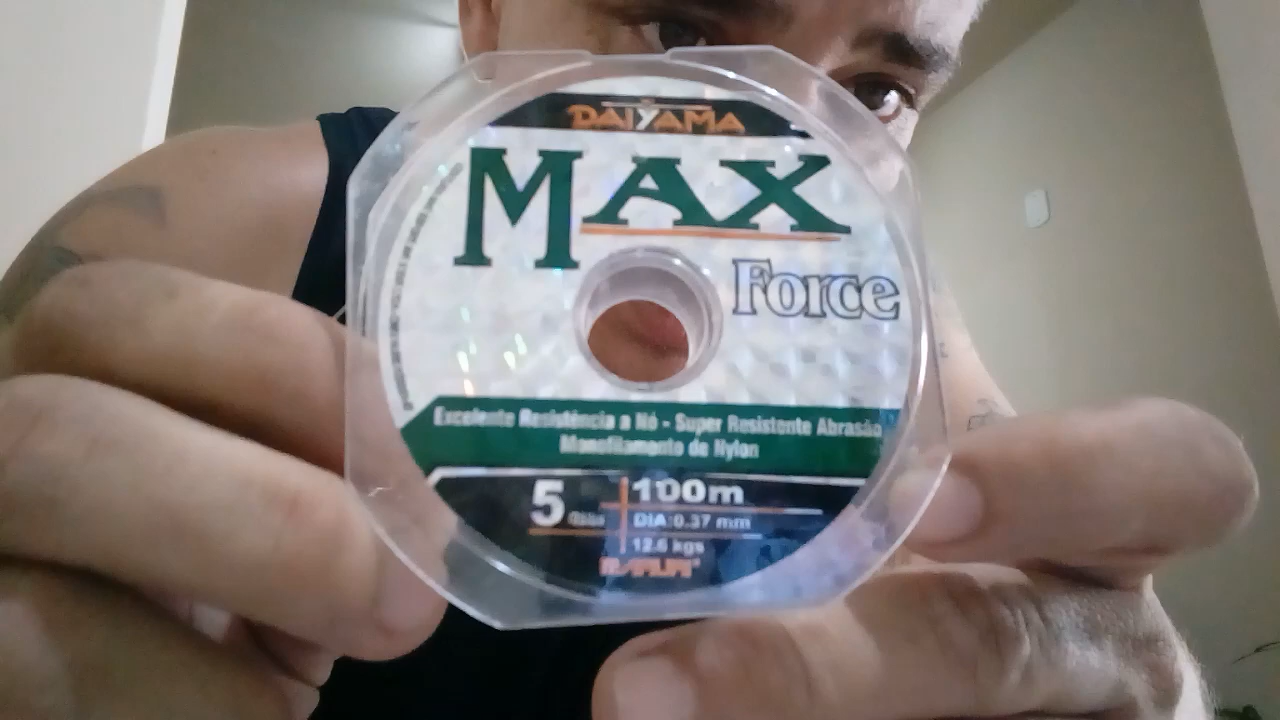 DAIYAMA
MAX
Force
Excelente Resistência a Nó - Super Resistente Abrasão
Monofilamento de Nylon
5
100m
DIA:0.37 mm
12.6 kgs